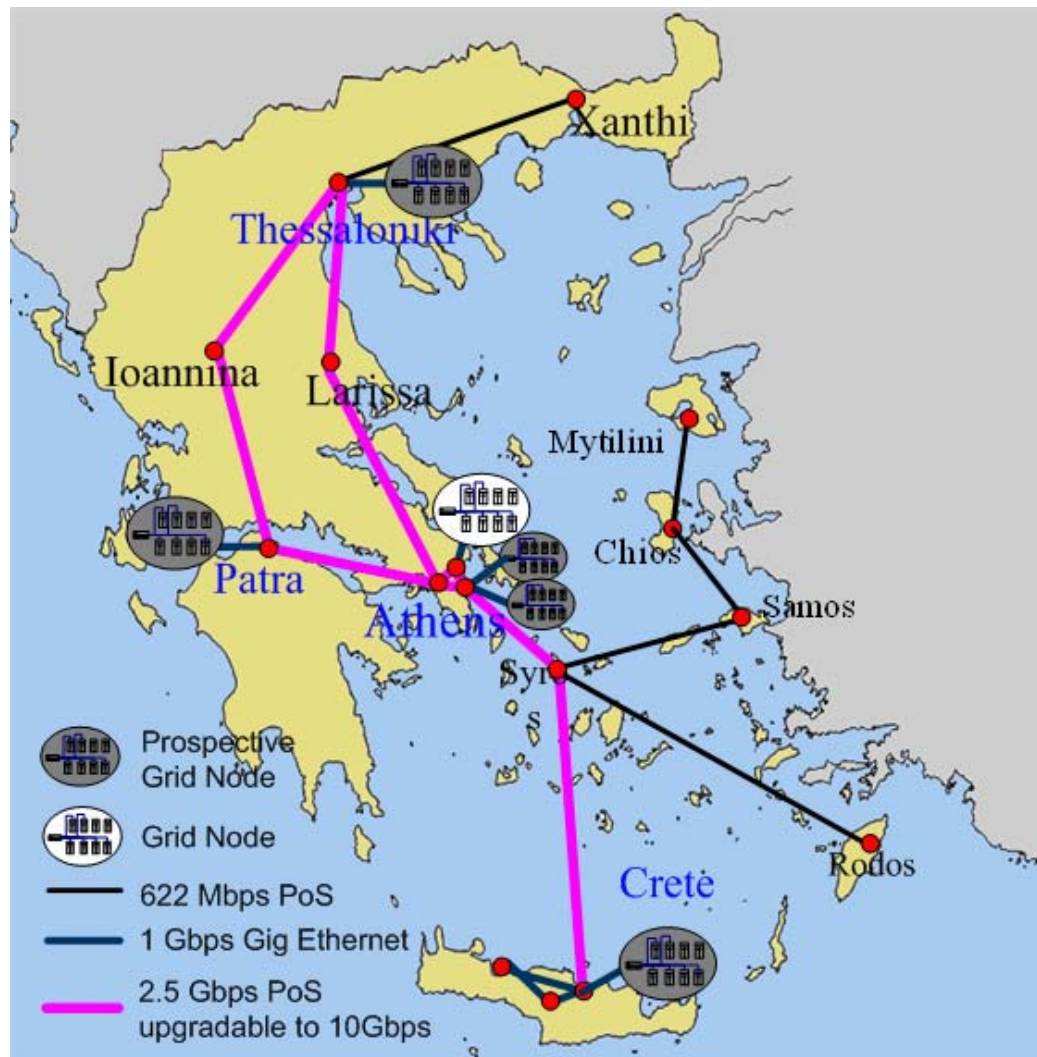 Xanthi
Thessaloniki
Ioannina
Larissa
Mytilini
Chios
Patra
Athens
Samos
Syro
s
Rodos
Crete
Prospective
Grid Node
Grid Node
622 Mbps PoS
1 Gbps Gig Ethernet
2.5 Gbps PoS
upgradable to 10Gbps